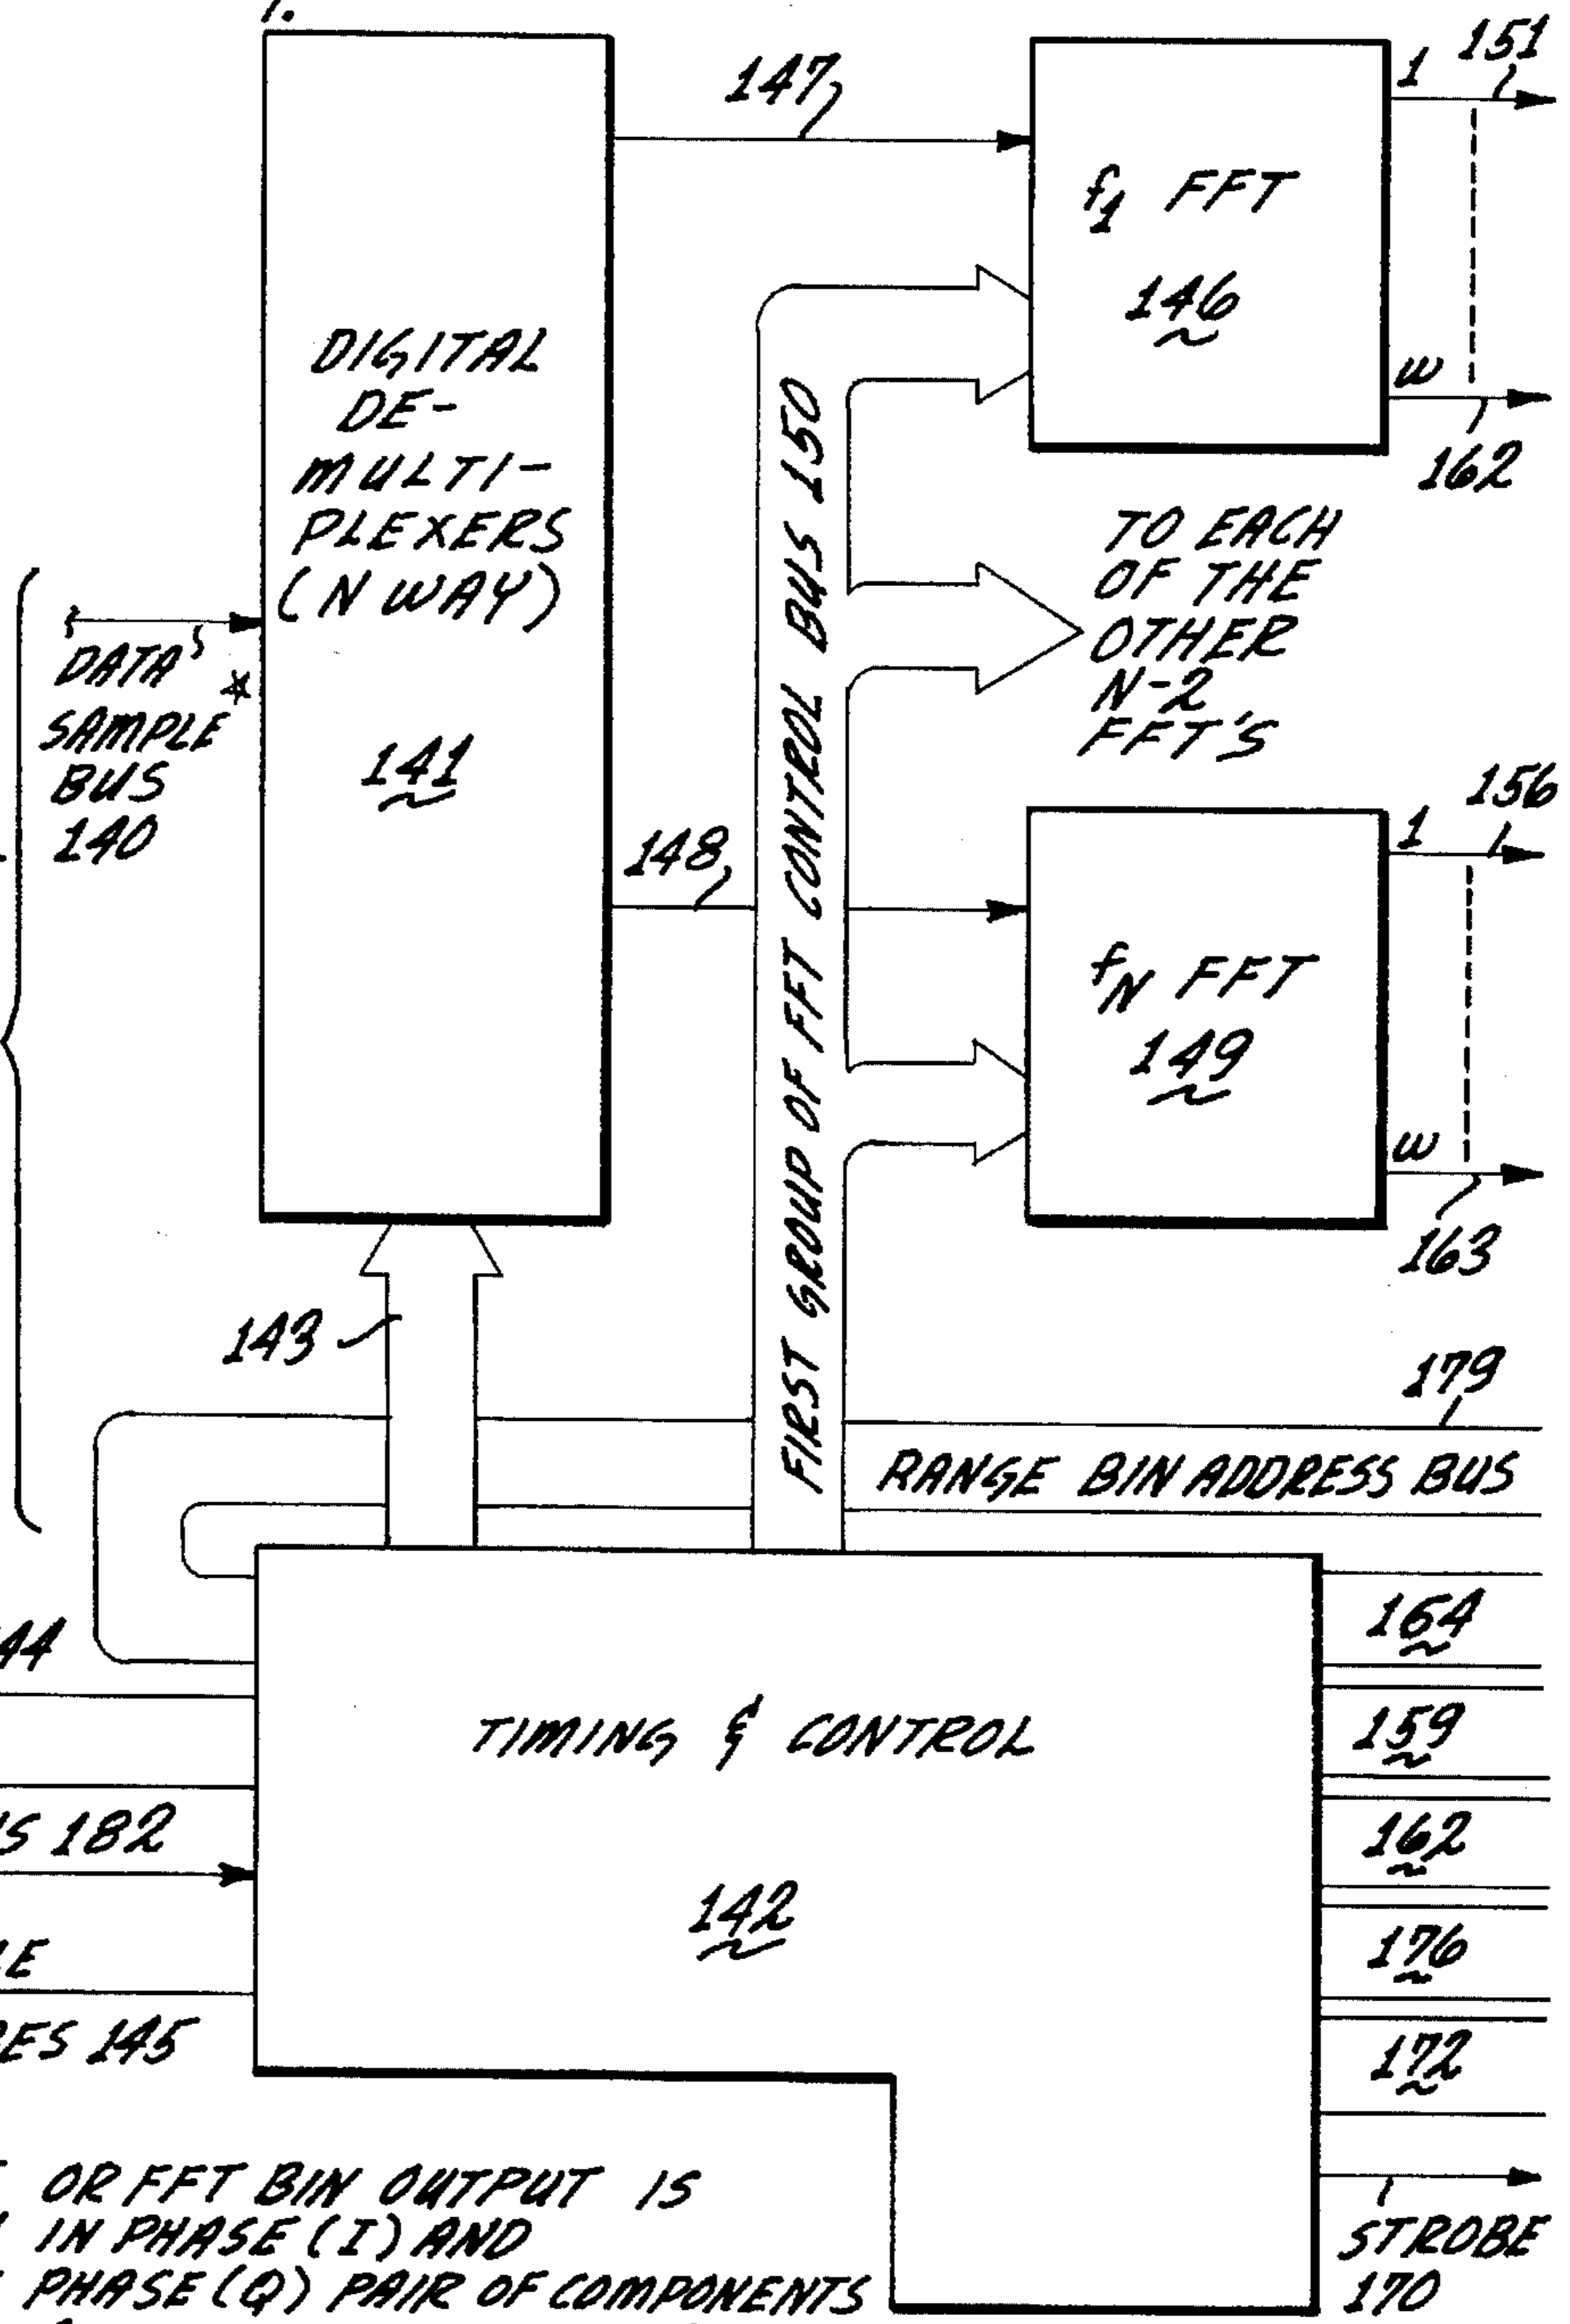 1.
147
1
151
f1 FFT
146
W
162
DIGITAL
DE-
MULTI-
PLEXERS
(N WAY)
141
DATA
SAMPLE *
BUS
140
FIRST GROUP OF FFT CONTROL BUS 150
TO EACH
OF THE
OTHER
N-2
FFT'S
148
1
156
fN FFT
149
W
163
143
179
RANGE BIN ADDRESS BUS
44
TIMING & CONTROL
142
182
145
164
159
162
176
172
STROBE
170
OR FFT BIN OUTPUT IS
IN PHASE (I) AND
PHASE (Q) PAIR OF COMPONENTS